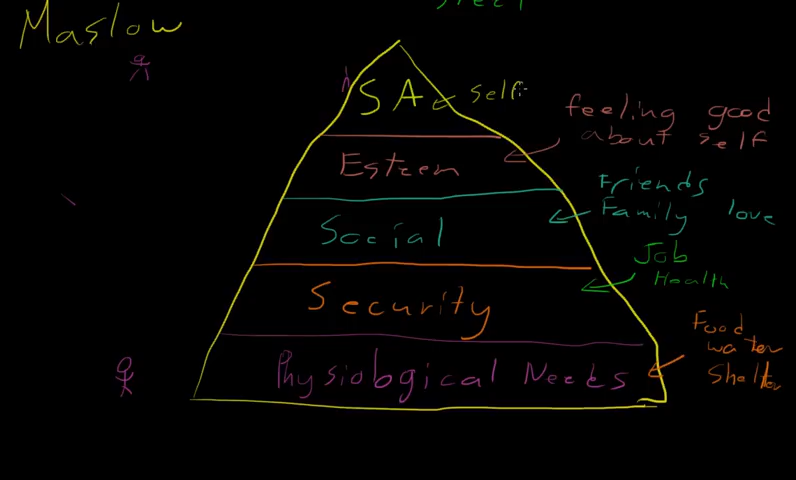 Maslow
SA
self
feeling good
about self
Esteem
Friends
Family love
Social
Job
Health
Security
Food
water
Shelter
Physiological Needs